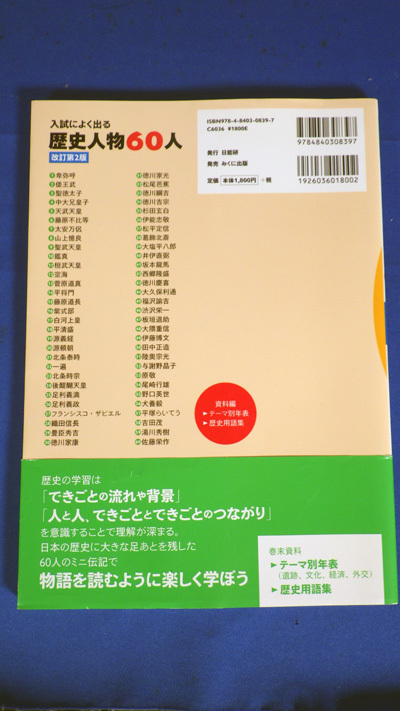 入試によく出る
歴史人物60人
改訂第2版
ISBN978-4-8403-0839-7
C6036 ¥1800E
9784840308397
発行 日能研
発売 みくに出版
定価 本体1,800円 +税
1926036018002
卑弥呼
倭王武
聖徳太子
中大兄皇子
天武天皇
藤原不比等
太安万侶
山上憶良
聖武天皇
鑑真
桓武天皇
空海
菅原道真
平将門
藤原道長
紫式部
白河上皇
平清盛
源義経
源頼朝
北条泰時
一遍
北条時宗
後醍醐天皇
足利義満
足利義政
フランシスコ・ザビエル
織田信長
豊臣秀吉
徳川家康
徳川家光
松尾芭蕉
徳川綱吉
徳川吉宗
杉田玄白
伊能忠敬
松平定信
葛飾北斎
大塩平八郎
井伊直弼
坂本龍馬
西郷隆盛
徳川慶喜
大久保利通
福沢諭吉
渋沢栄一
板垣退助
大隈重信
伊藤博文
田中正造
陸奥宗光
与謝野晶子
原敬
尾崎行雄
野口英世
犬養毅
平塚らいてう
吉田茂
湯川秀樹
佐藤栄作
資料編
▶テーマ別年表
▶歴史用語集
歴史の学習は
「できごとの流れや背景」
「人と人、できごととできごとのつながり」
を意識することで理解が深まる。
日本の歴史に大きな足あとを残した
60人のミニ伝記で
物語を読むように楽しく学ぼう
巻末資料
▶テーマ別年表
(遺跡、文化、経済、外交)
▶歴史用語集